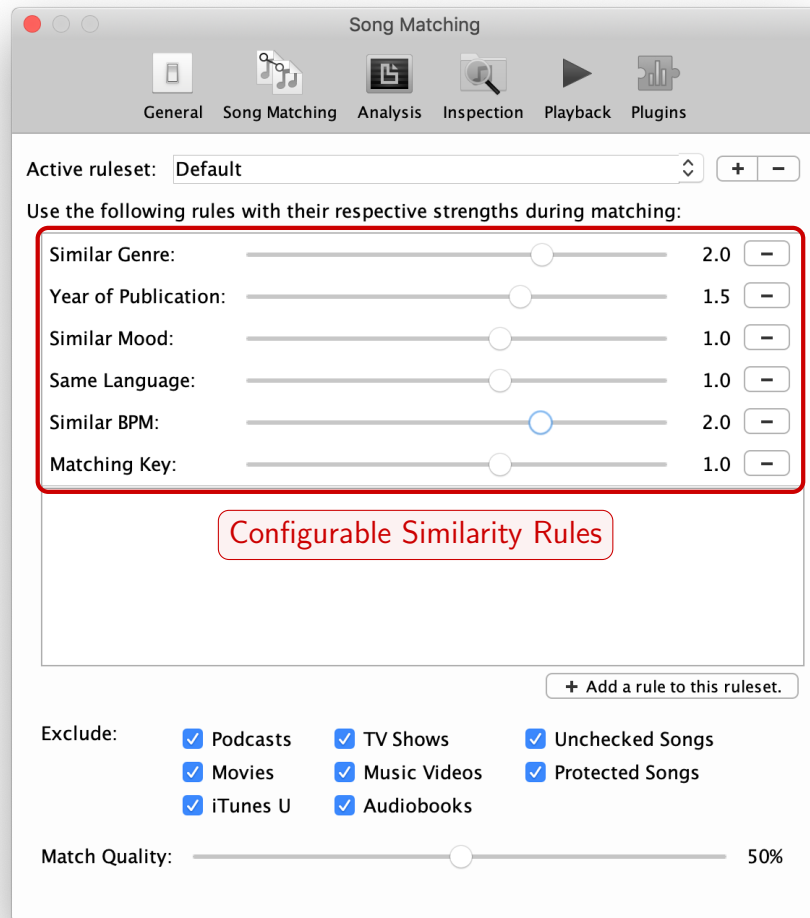 Song Matching
General Song Matching Analysis Inspection Playback Plugins
Active ruleset: Default + −
Use the following rules with their respective strengths during matching:
Similar Genre: 2.0 −
Year of Publication: 1.5 −
Similar Mood: 1.0 −
Same Language: 1.0 −
Similar BPM: 2.0 −
Matching Key: 1.0 −
Configurable Similarity Rules
+ Add a rule to this ruleset.
Exclude: Podcasts TV Shows Unchecked Songs
Movies Music Videos Protected Songs
iTunes U Audiobooks
Match Quality: 50%